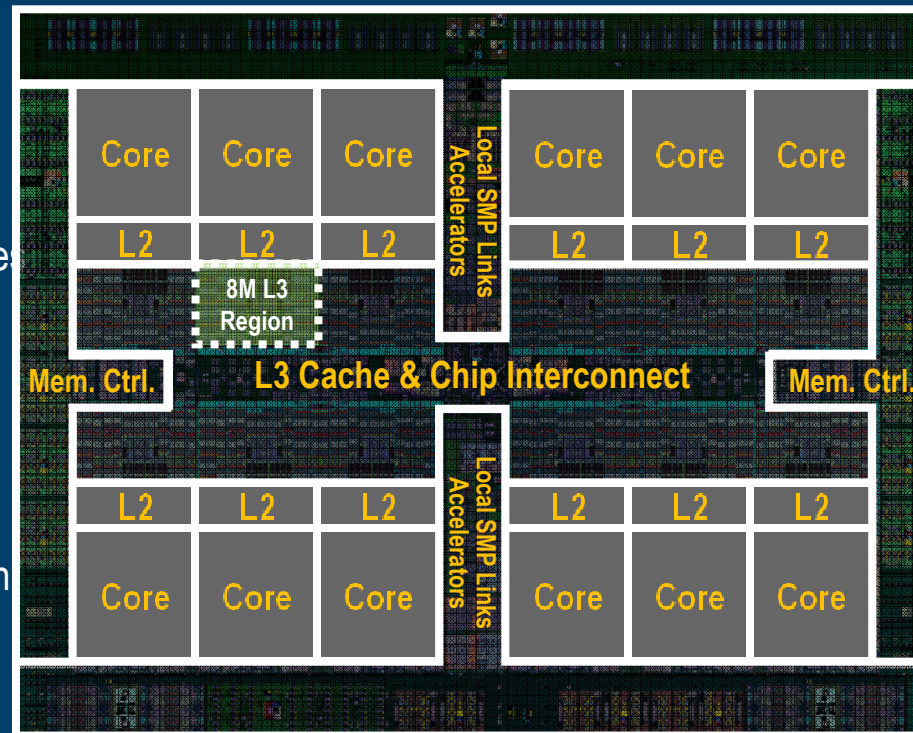 Core Core Core Core Core Core
Local SMP Links
Accelerators
L2 L2 L2 L2 L2 L2
8M L3
Region
Mem. Ctrl. L3 Cache & Chip Interconnect Mem. Ctrl.
L2 L2 L2 L2 L2 L2
Local SMP Links
Accelerators
Core Core Core Core Core Core